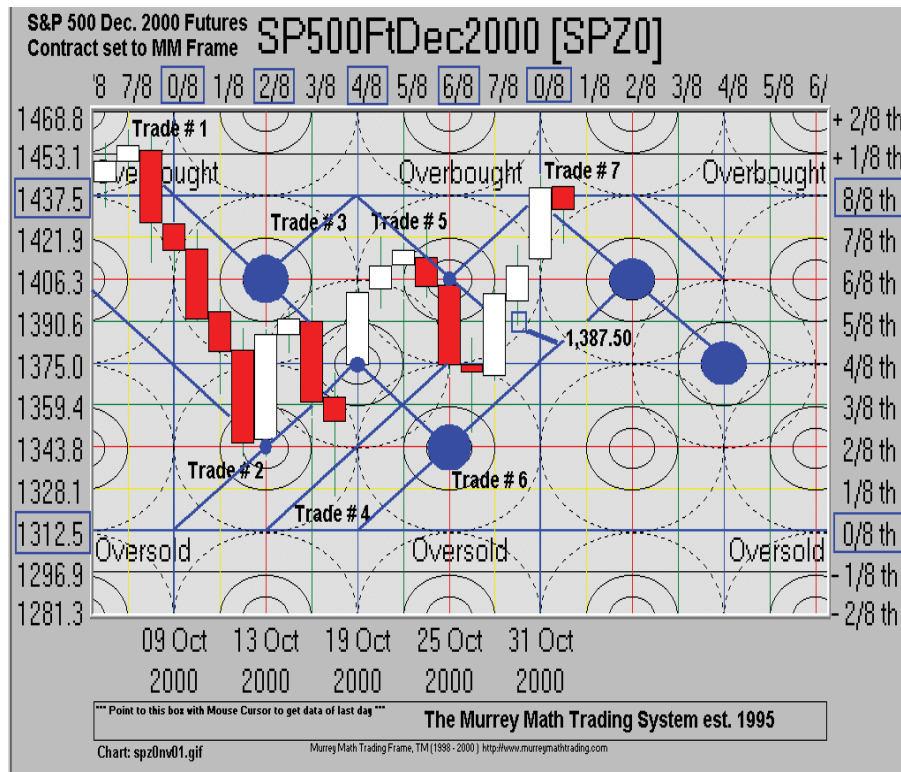 S&P 500 Dec. 2000 Futures
Contract set to MM Frame
SP500FtDec2000 [SPZ0]
'8 7/8 0/8 1/8 2/8 3/8 4/8 5/8 6/8 7/8 0/8 1/8 2/8 3/8 4/8 5/8 6/
1468.8 + 2/8 th
Trade # 1
1453.1 + 1/8 th
Overbought Overbought Trade # 7 Overbought
1437.5 8/8 th
Trade # 3 Trade # 5
1421.9 7/8 th
1406.3 6/8 th
1390.6 5/8 th
1,387.50
1375.0 4/8 th
1359.4 3/8 th
1343.8 2/8 th
Trade # 2 Trade # 6
1328.1 1/8 th
Trade # 4
1312.5 0/8 th
Oversold Oversold Oversold
1296.9 - 1/8 th
1281.3 - 2/8 th
09 Oct 13 Oct 19 Oct 25 Oct 31 Oct
2000 2000 2000 2000 2000
*** Point to this box with Mouse Cursor to get data of last day ***
The Murrey Math Trading System est. 1995
Chart: spz0nv01.gif
Murrey Math Trading Frame, TM (1998 - 2000 ) http://www.murreymathtrading.com